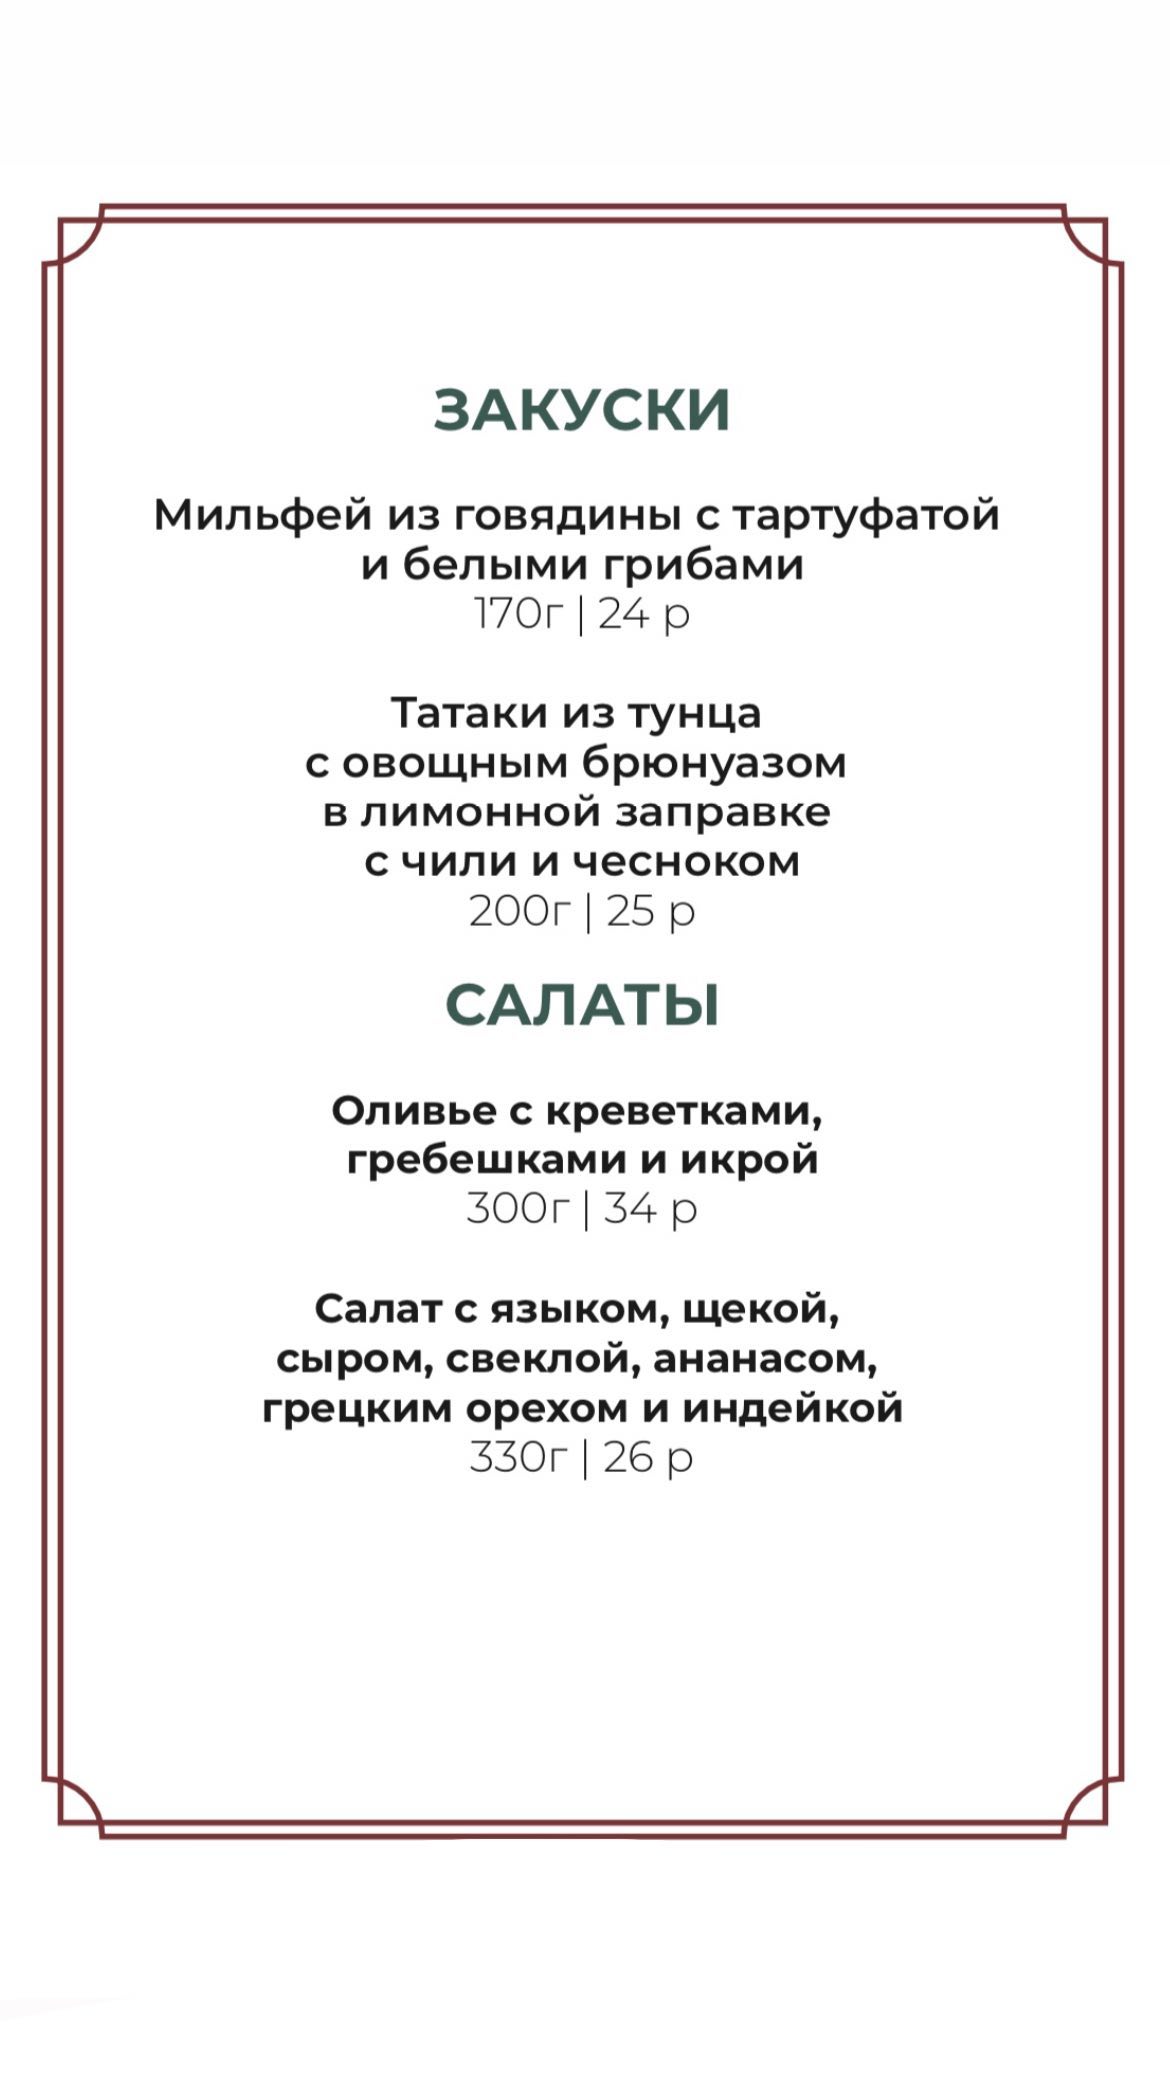 ЗАКУСКИ
Мильфей из говядины с тартуфатой
и белыми грибами
170г | 24 р
Татаки из тунца
с овощным брюнуазом
в лимонной заправке
с чили и чесноком
200г | 25 р
САЛАТЫ
Оливье с креветками,
гребешками и икрой
300г | 34 р
Салат с языком, щекой,
сыром, свеклой, ананасом,
грецким орехом и индейкой
330г | 26 р